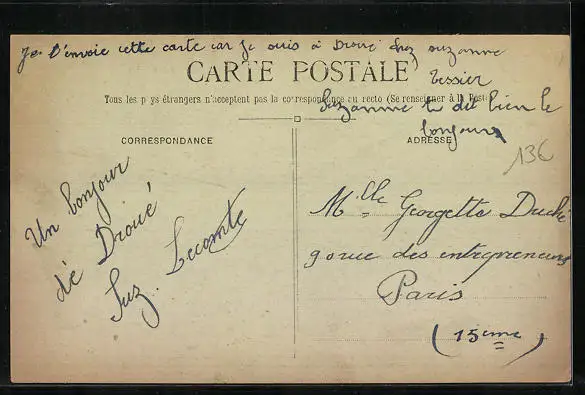 Je t'envoie cette carte car je suis à Droué chez suzanne
Tessier
CARTE POSTALE
Tous les pays étrangers n'acceptent pas la correspondance au recto (Se renseigner à la Poste
Suzanne te dit bien le
bonjour
CORRESPONDANCE
ADRESSE
136
Un bonjour
dé Droué
Suz. Lecomte
Mlle Georgette Duché
90 rue des entrepreneurs
Paris
(15eme)